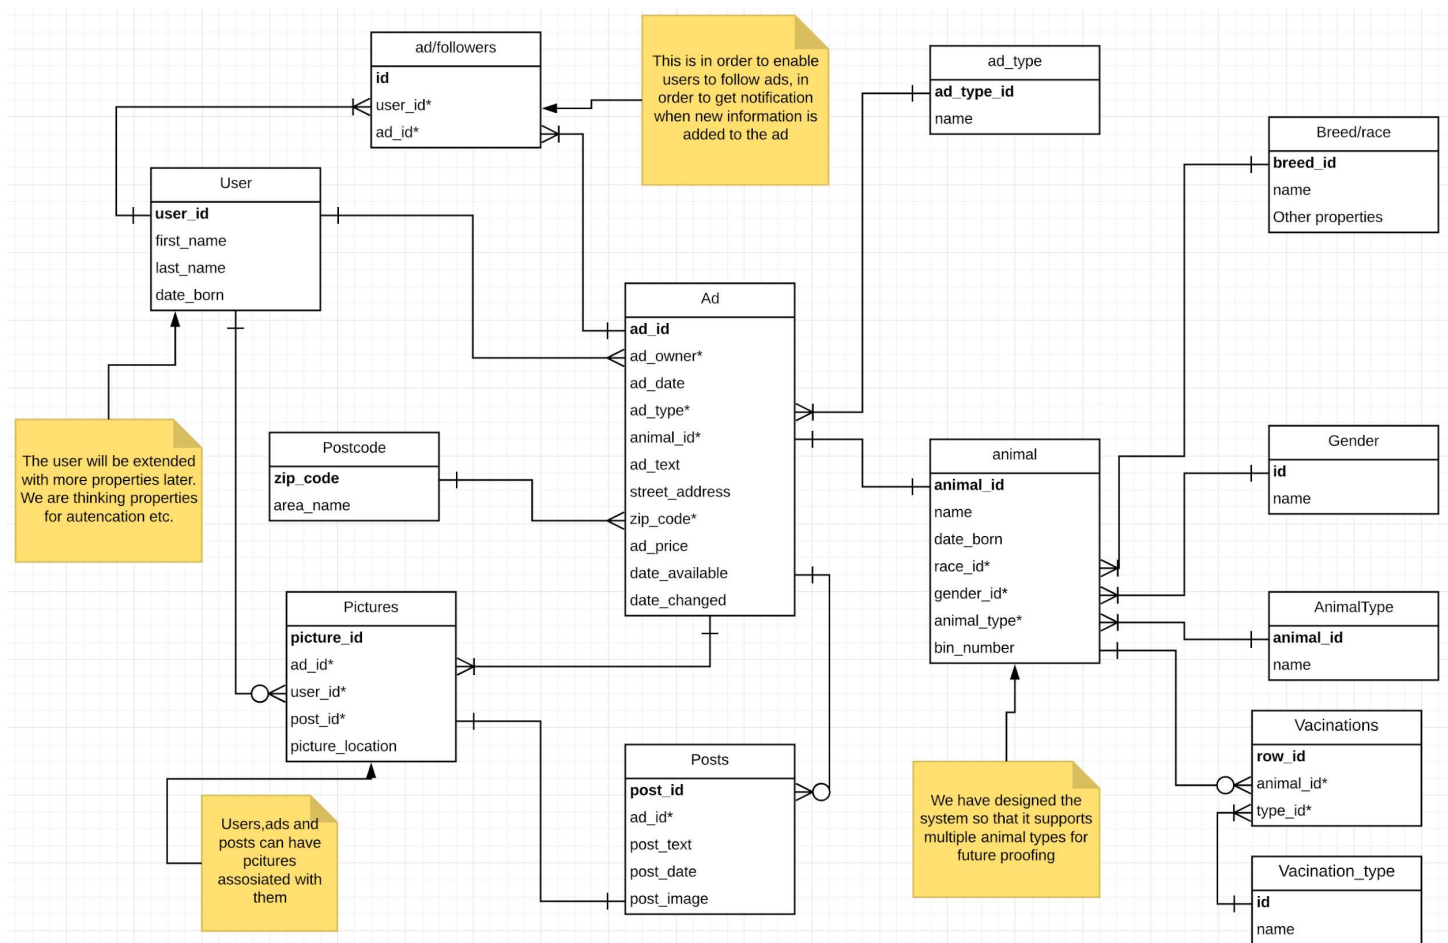 ad/followers
id
user_id*
ad_id*
This is in order to enable
users to follow ads, in
order to get notification
when new information is
added to the ad
ad_type
ad_type_id
name
Breed/race
breed_id
name
Other properties
User
user_id
first_name
last_name
date_born
Ad
ad_id
ad_owner*
ad_date
ad_type*
animal_id*
ad_text
street_address
zip_code*
ad_price
date_available
date_changed
The user will be extended
with more properties later.
We are thinking properties
for autencation etc.
Postcode
zip_code
area_name
animal
animal_id
name
date_born
race_id*
gender_id*
animal_type*
bin_number
Gender
id
name
AnimalType
animal_id
name
Pictures
picture_id
ad_id*
user_id*
post_id*
picture_location
Users,ads and
posts can have
pcitures
assosiated with
them
Posts
post_id
ad_id*
post_text
post_date
post_image
We have designed the
system so that it supports
multiple animal types for
future proofing
Vacinations
row_id
animal_id*
type_id*
Vacination_type
id
name